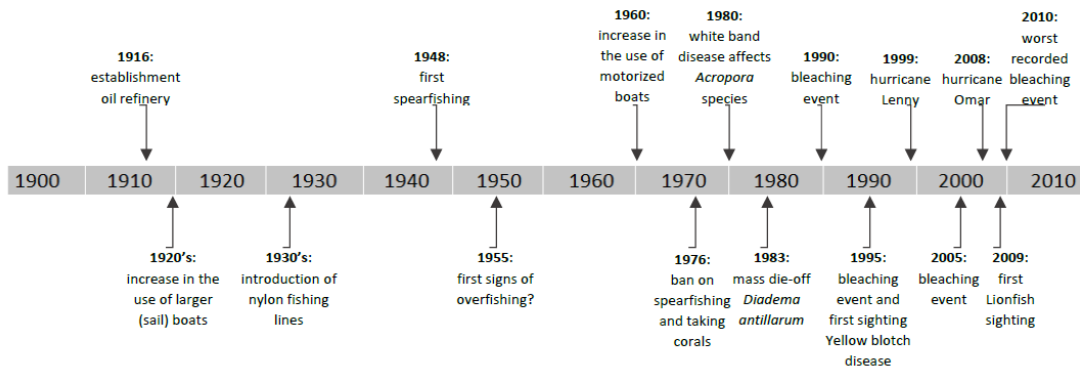 1916:
establishment
oil refinery
1948:
first
spearfishing
1960:
increase in
the use of
motorized
boats
1980:
white band
disease affects
Acropora
species
1990:
bleaching
event
1999:
hurricane
Lenny
2008:
hurricane
Omar
2010:
worst
recorded
bleaching
event
1900 1910 1920 1930 1940 1950 1960 1970 1980 1990 2000 2010
1920's:
increase in the
use of larger
(sail) boats
1930's:
introduction of
nylon fishing
lines
1955:
first signs of
overfishing?
1976:
ban on
spearfishing
and taking
corals
1983:
mass die-off
Diadema
antillarum
1995:
bleaching
event and
first sighting
Yellow blotch
disease
2005:
bleaching
event
2009:
first
Lionfish
sighting